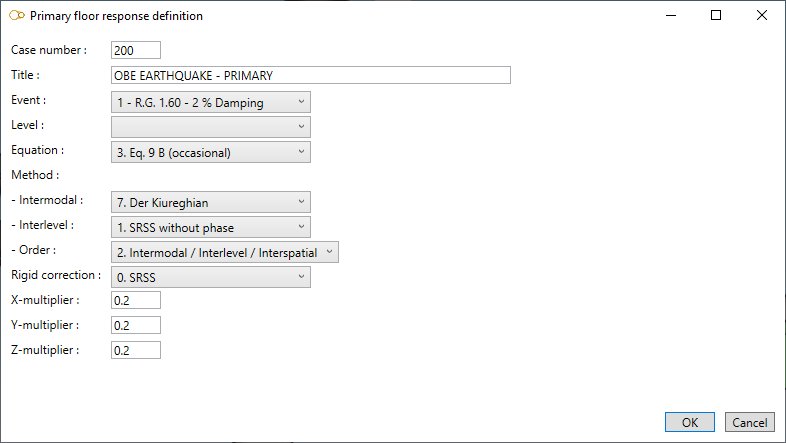 Primary floor response definition
Case number : 200
Title : OBE EARTHQUAKE - PRIMARY
Event : 1 - R.G. 1.60 - 2 % Damping
Level :
Equation : 3. Eq. 9 B (occasional)
Method :
- Intermodal : 7. Der Kiureghian
- Interlevel : 1. SRSS without phase
- Order : 2. Intermodal / Interlevel / Interspatial
Rigid correction : 0. SRSS
X-multiplier : 0.2
Y-multiplier : 0.2
Z-multiplier : 0.2
OK Cancel